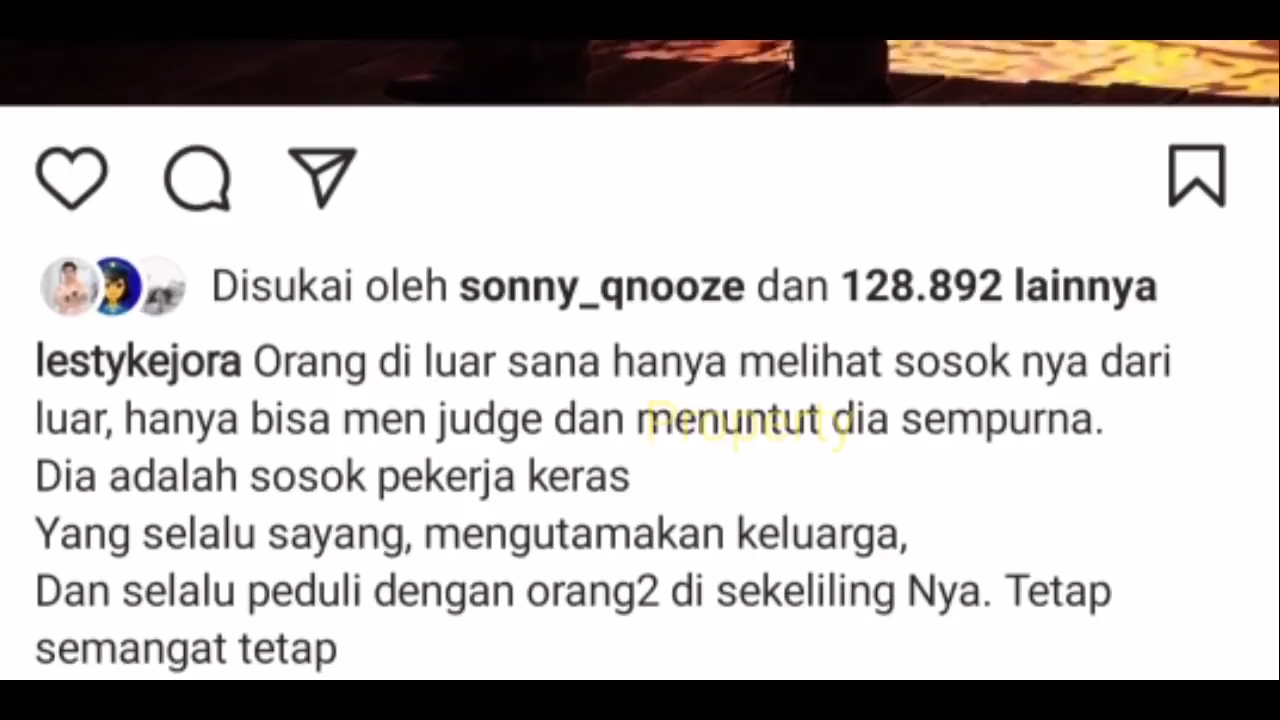 Disukai oleh sonny_qnooze dan 128.892 lainnya
lestykejora Orang di luar sana hanya melihat sosok nya dari
luar, hanya bisa men judge dan menuntut dia sempurna.
Property
Dia adalah sosok pekerja keras
Yang selalu sayang, mengutamakan keluarga,
Dan selalu peduli dengan orang2 di sekeliling Nya. Tetap
semangat tetap